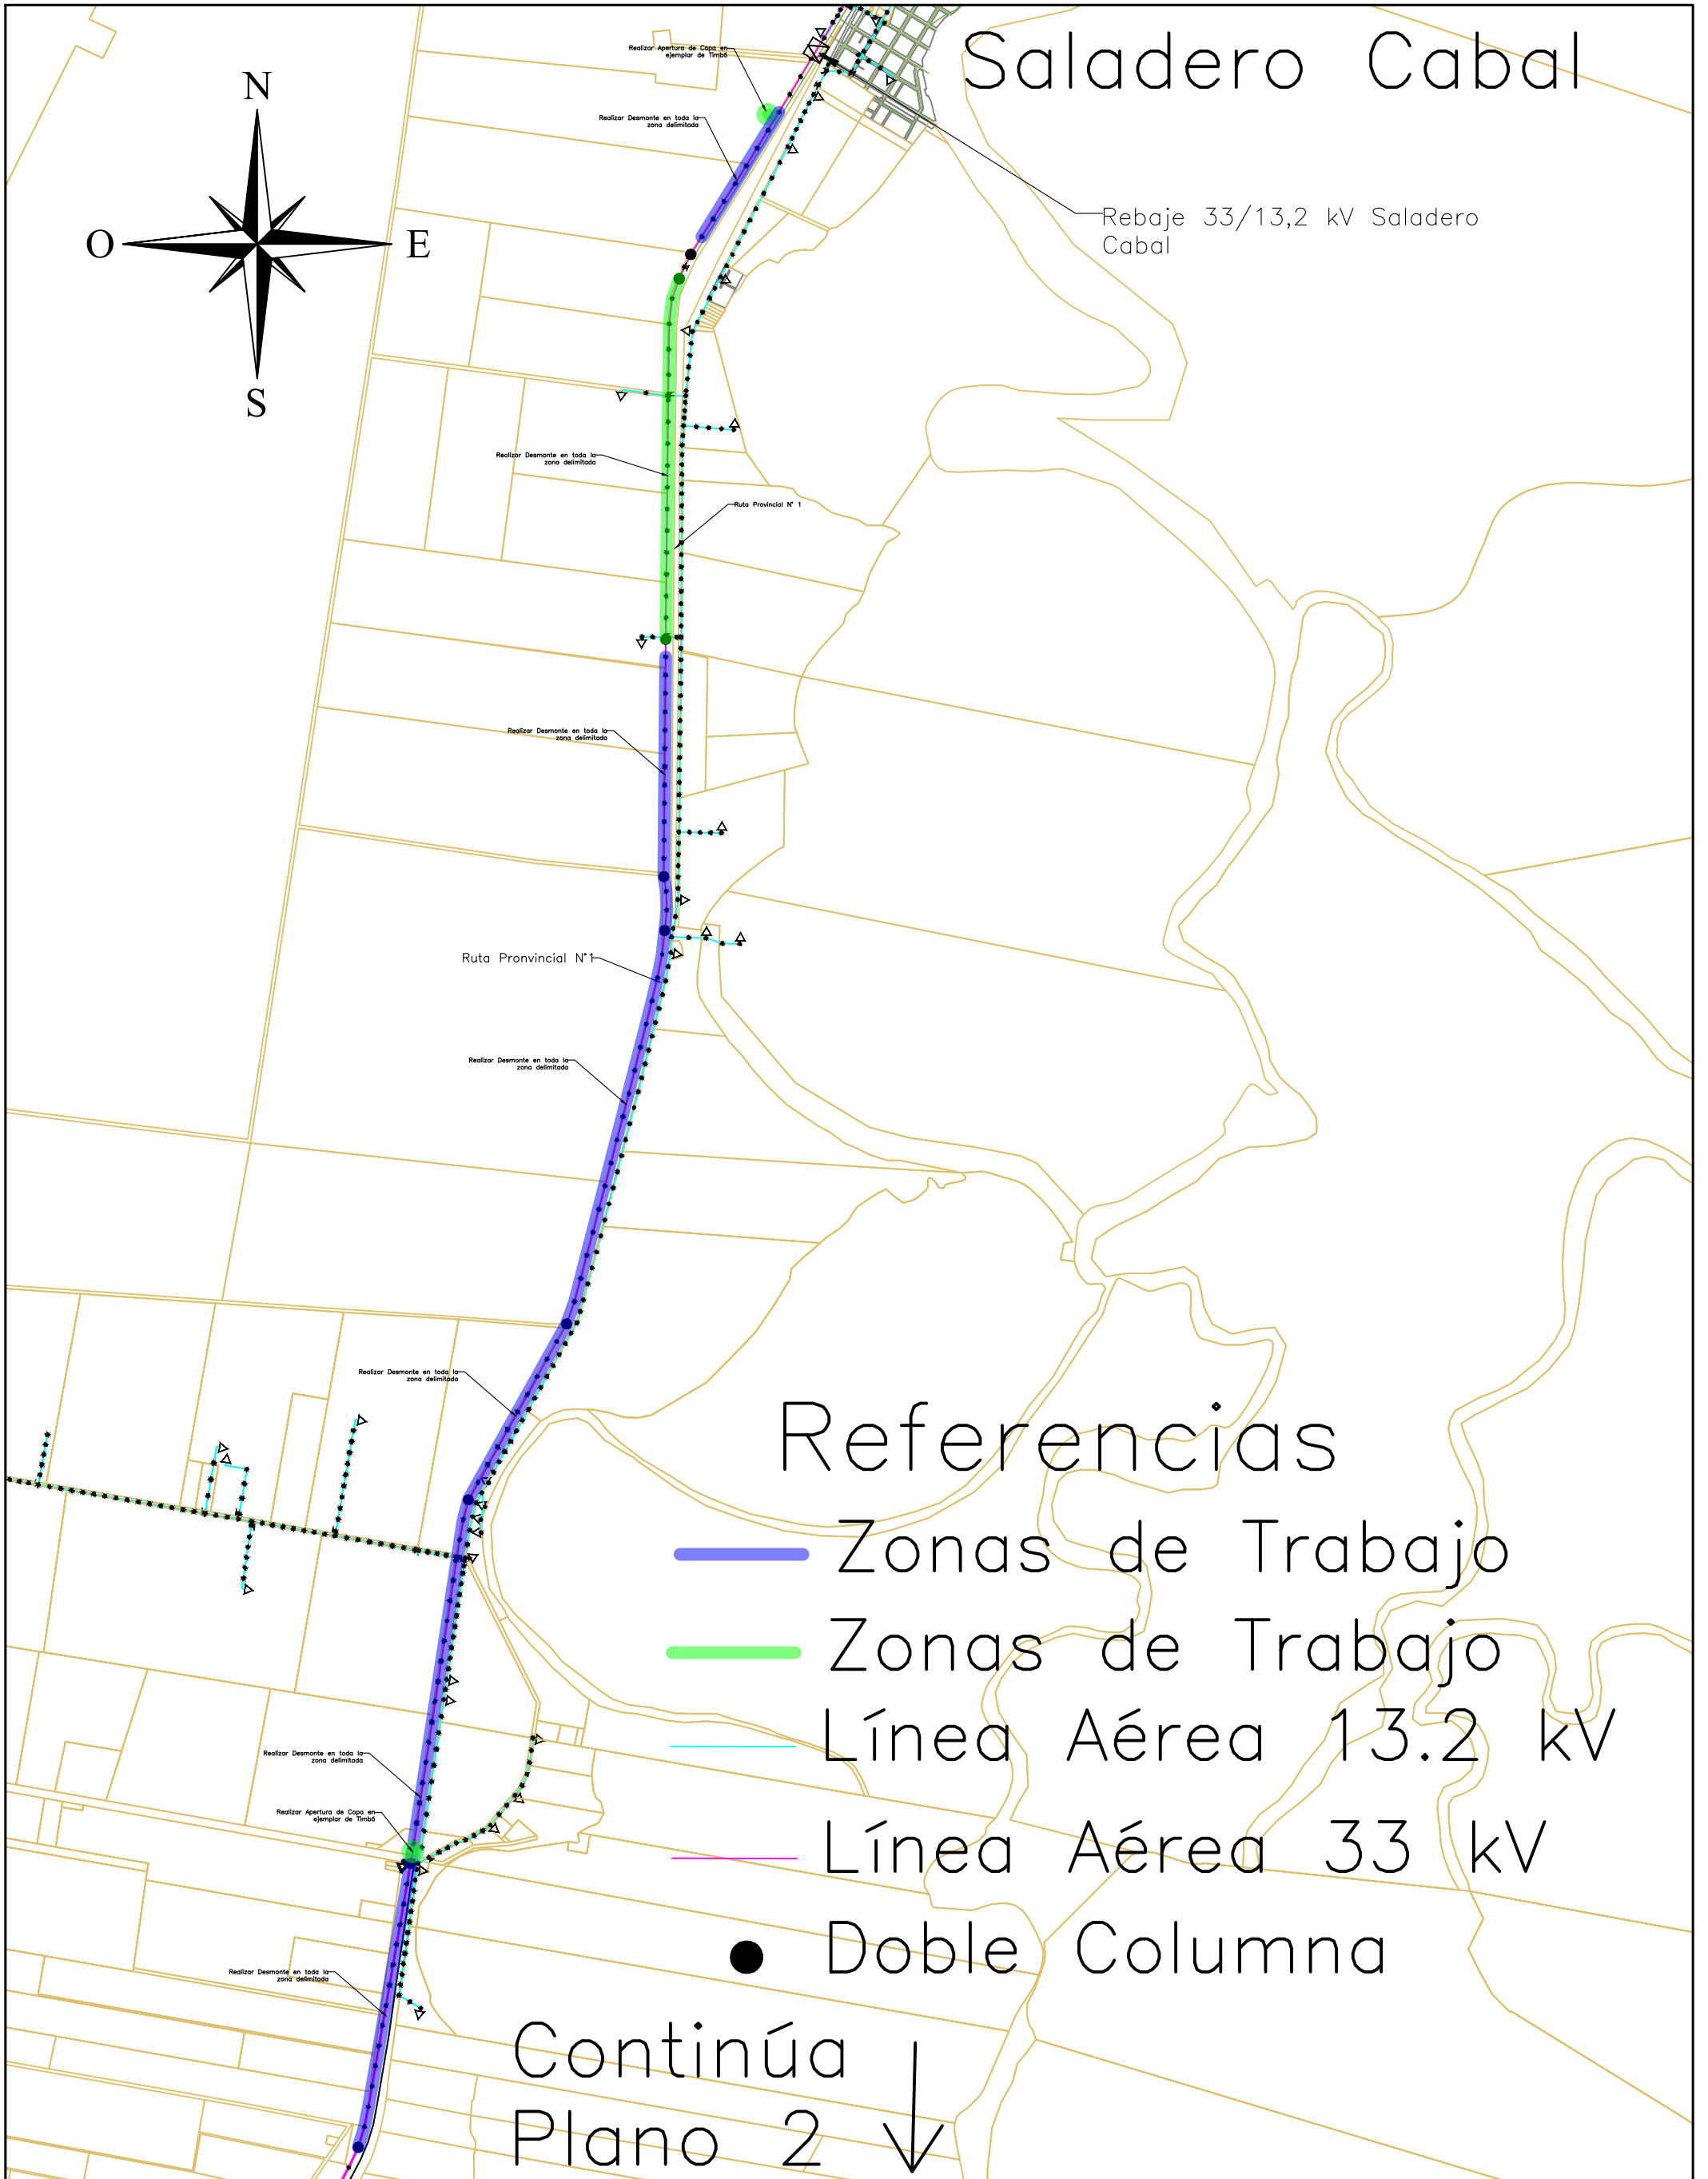 Saladero Cabal
Realizar Apertura de Copa en
ejemplar de Timbó
N
Realizar Desmonte en toda la
zona delimitada
Rebaje 33/13,2 kV Saladero
Cabal
O
E
S
Realizar Desmonte en toda la
zona delimitada
Ruta Provincial N° 1
Realizar Desmonte en toda la
zona delimitada
Ruta Pronvincial N°1
Realizar Desmonte en toda la
zona delimitada
Realizar Desmonte en toda la
zona delimitada
Referencias
Zonas de Trabajo
Zonas de Trabajo
Línea Aérea 13.2 kV
Realizar Desmonte en toda la
zona delimitada
Realizar Apertura de Copa en
ejemplar de Timbó
Línea Aérea 33 kV
Doble Columna
Realizar Desmonte en toda la
zona delimitada
Continúa
Plano 2